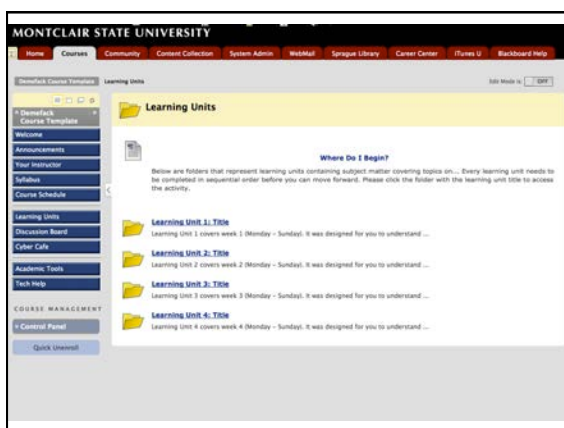 MONTCLAIR STATE UNIVERSITY
Home Courses Community Content Collection System Admin WebMail Sprague Library Career Center iTunes U Blackboard Help
Demefack Course Template Learning Units Edit Mode is: OFF
Demefack
Course Template
Welcome
Announcements
Your Instructor
Syllabus
Course Schedule
Learning Units
Discussion Board
Cyber Cafe
Academic Tools
Tech Help
COURSE MANAGEMENT
Control Panel
Quick Unenroll
Learning Units
Where Do I Begin?
Below are folders that represent learning units containing subject matter covering topics on... Every learning unit needs to
be completed in sequential order before you can move forward. Please click the folder with the learning unit title to access
the activity.
Learning Unit 1: Title
Learning Unit 1 covers week 1 (Monday – Sunday). It was designed for you to understand ...
Learning Unit 2: Title
Learning Unit 2 covers week 2 (Monday – Sunday). It was designed for you to understand ...
Learning Unit 3: Title
Learning Unit 3 covers week 3 (Monday – Sunday). It was designed for you to understand ...
Learning Unit 4: Title
Learning Unit 4 covers week 4 (Monday – Sunday). It was designed for you to understand ...